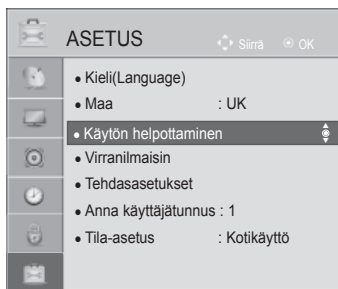 ASETUS
Siirrä OK
● Kieli(Language)
● Maa : UK
● Käytön helpottaminen
● Virranilmaisin
● Tehdasasetukset
● Anna käyttäjätunnus : 1
● Tila-asetus : Kotikäyttö